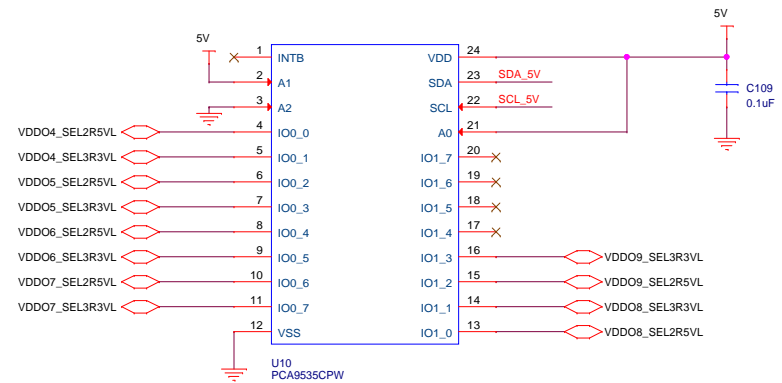 5V
5V
1 INTB VDD 24
2 A1 SDA 23 SDA_5V
3 A2 SCL 22 SCL_5V
C109
0.1uF
VDDO4_SEL2R5VL 4 IO0_0 A0 21
VDDO4_SEL3R3VL 5 IO0_1 IO1_7 20
VDDO5_SEL2R5VL 6 IO0_2 IO1_6 19
VDDO5_SEL3R3VL 7 IO0_3 IO1_5 18
VDDO6_SEL2R5VL 8 IO0_4 IO1_4 17
VDDO6_SEL3R3VL 9 IO0_5 IO1_3 16 VDDO9_SEL3R3VL
VDDO7_SEL2R5VL 10 IO0_6 IO1_2 15 VDDO9_SEL2R5VL
VDDO7_SEL3R3VL 11 IO0_7 IO1_1 14 VDDO8_SEL3R3VL
12 VSS IO1_0 13 VDDO8_SEL2R5VL
U10
PCA9535CPW